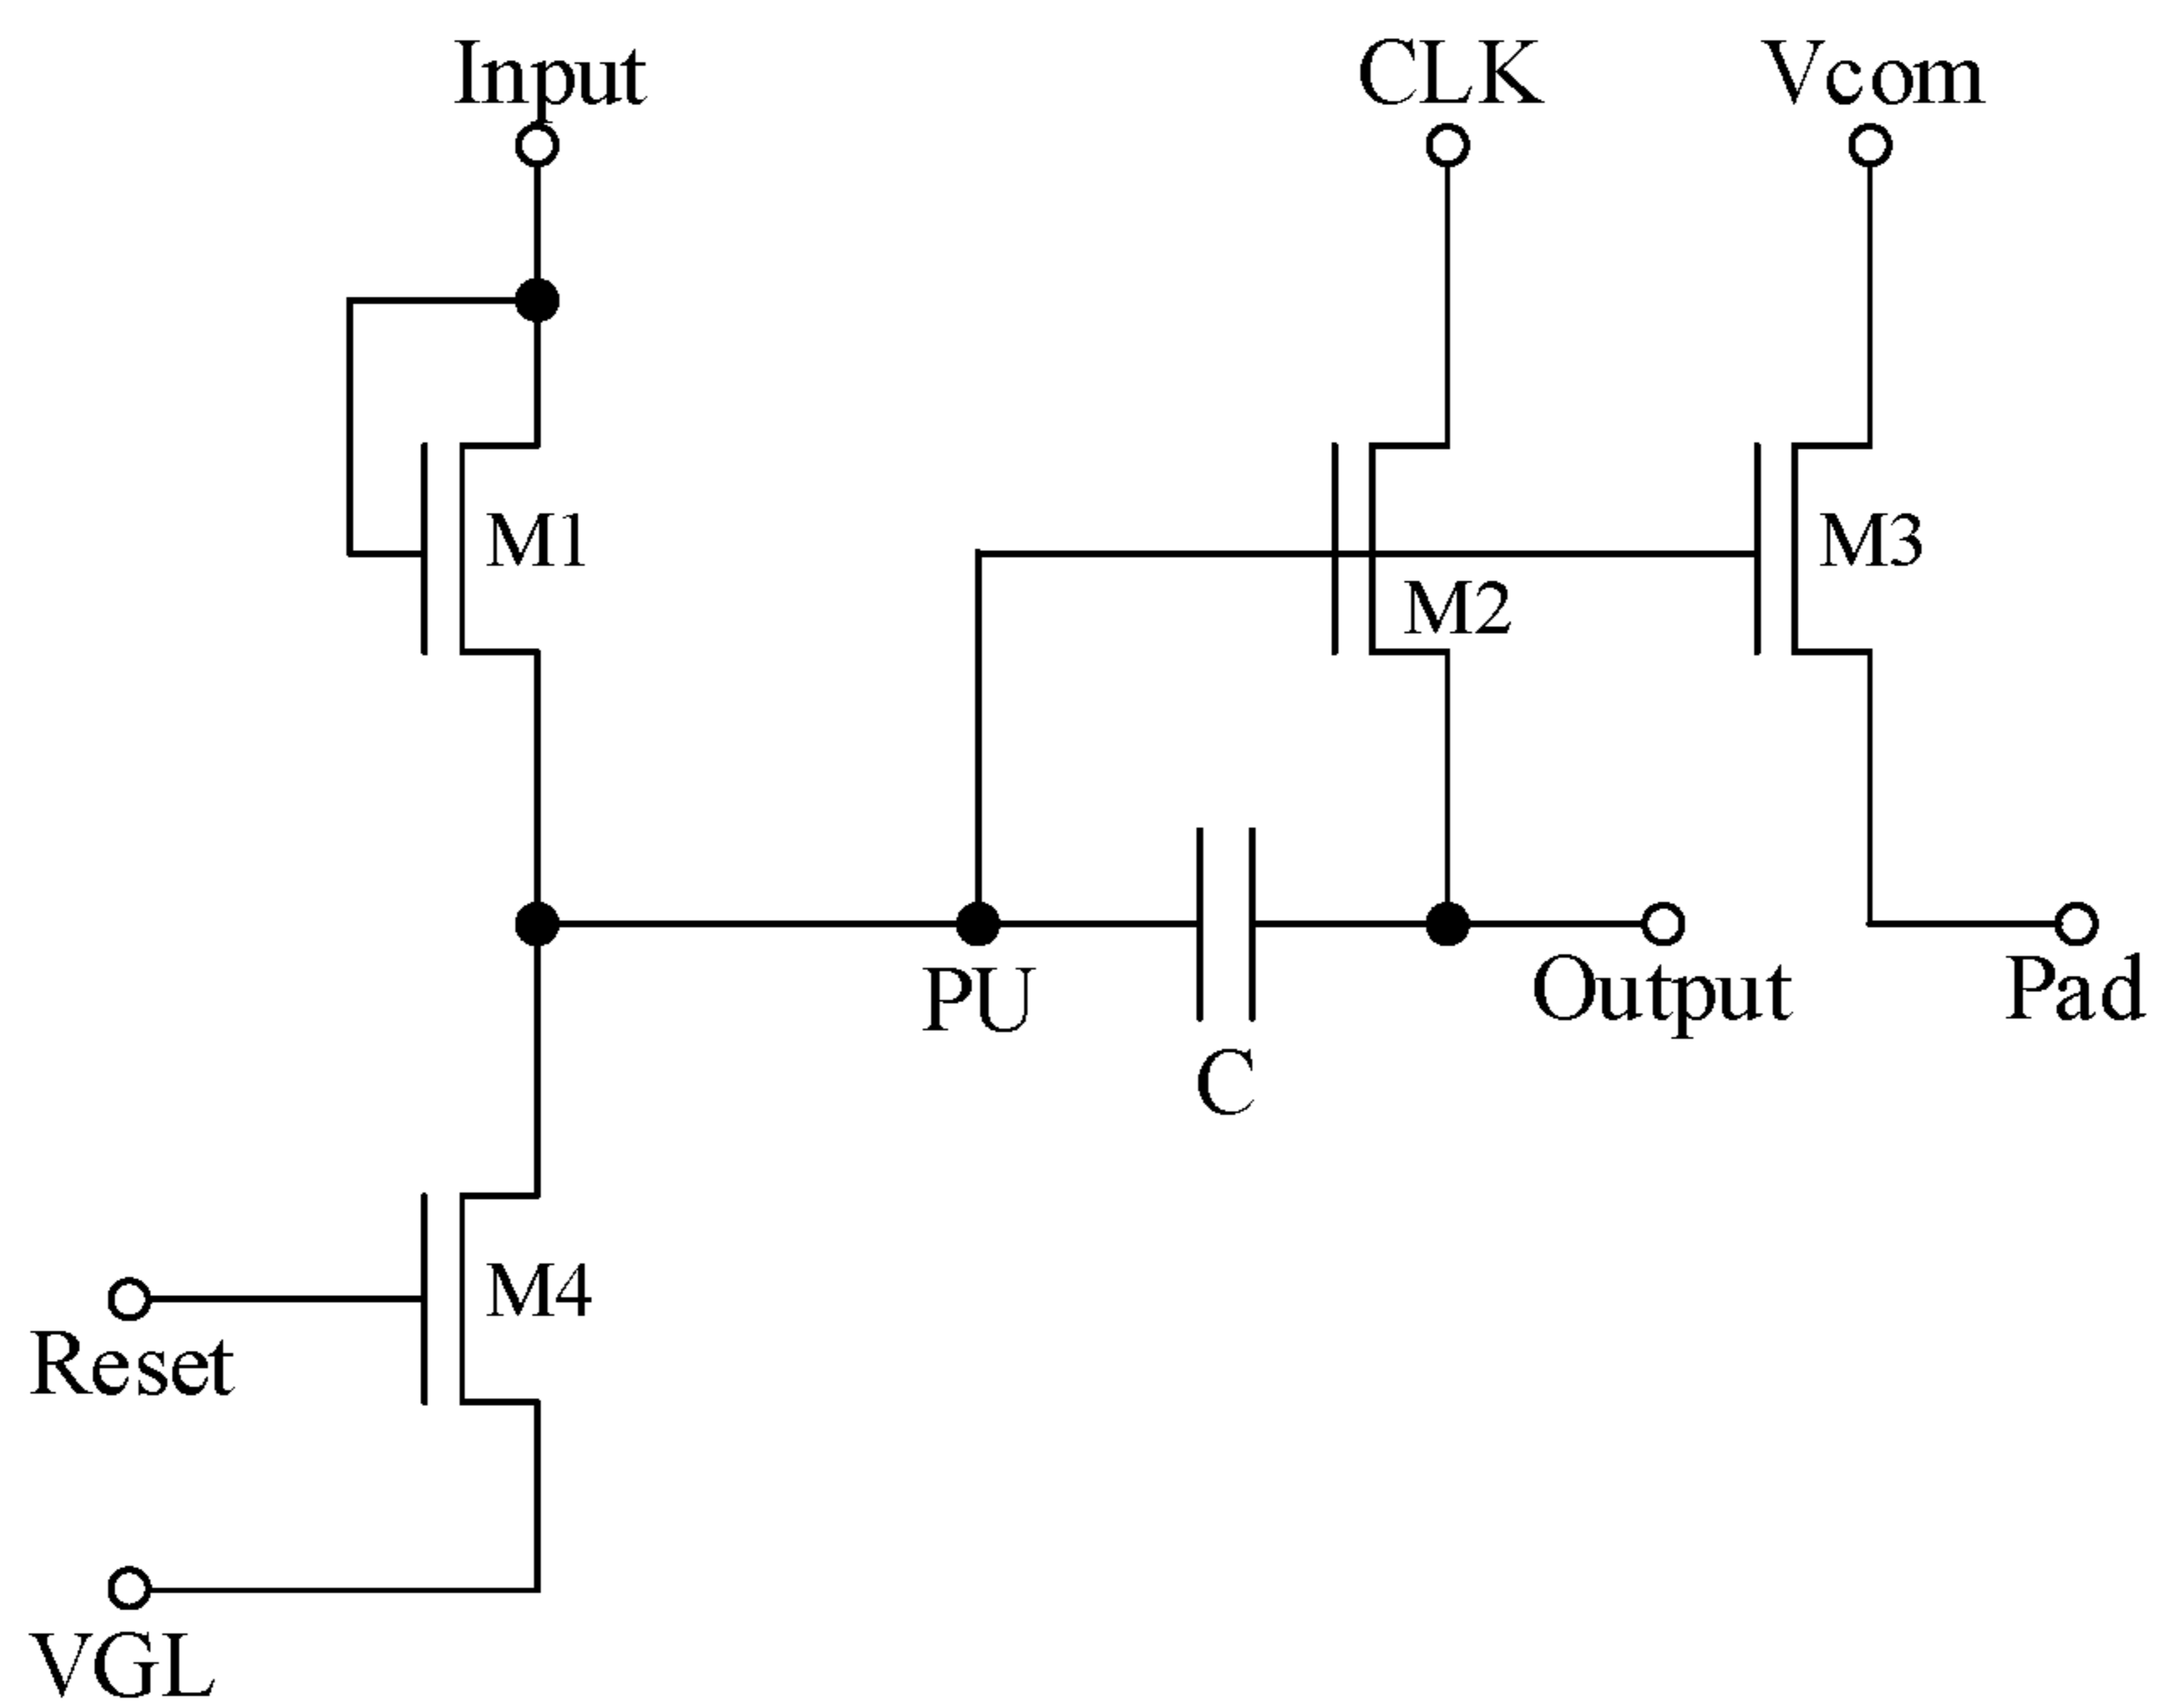 Input
CLK
Vcom
M1
M2
M3
PU
C
Output
Pad
M4
Reset
VGL